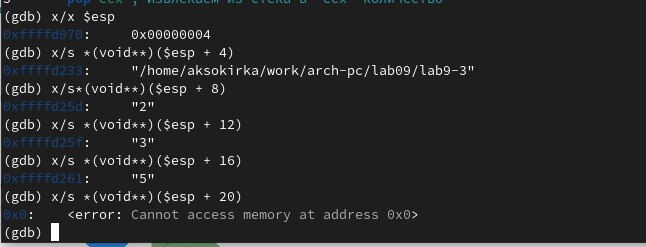 pop ecx ; извлекаем из стека в `ecx` количество
(gdb) x/x $esp
0xffffd070: 0x00000004
(gdb) x/s *(void**)($esp + 4)
0xffffd233: "/home/aksokirka/work/arch-pc/lab09/lab9-3"
(gdb) x/s*(void**)($esp + 8)
0xffffd25d: "2"
(gdb) x/s *(void**)($esp + 12)
0xffffd25f: "3"
(gdb) x/s *(void**)($esp + 16)
0xffffd261: "5"
(gdb) x/s *(void**)($esp + 20)
0x0: <error: Cannot access memory at address 0x0>
(gdb)